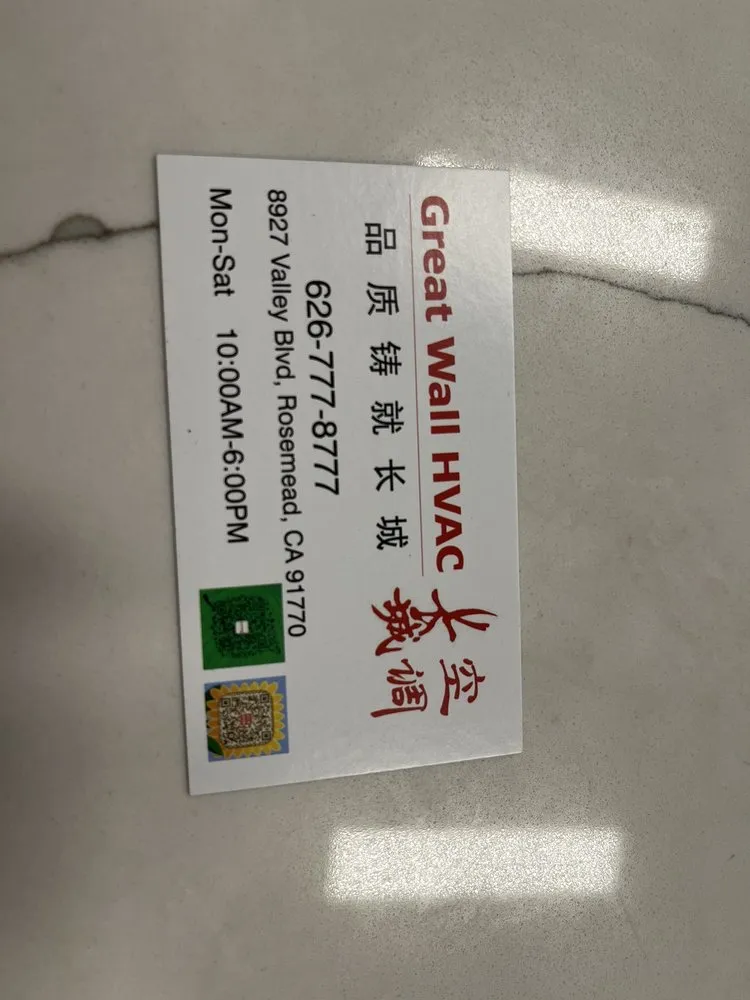 Great Wall HVAC
长城
空调
品质铸就长城
626-777-8777
8927 Valley Blvd, Rosemead, CA 91770
Mon-Sat 10:00AM-6:00PM